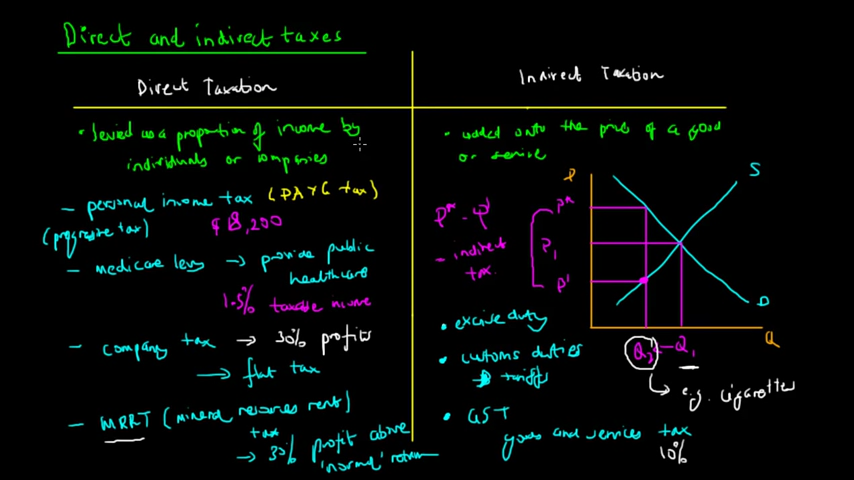 Direct and indirect taxes
Direct Taxation
• levied as a proportion of income by
individuals or companies
- personal income tax (PAYG tax)
(progressive tax)
$18,200
- medicare levy → provide public
healthcare
1.5% taxable income
- company tax → 30% profits
→ flat tax
- MRRT (mineral resources rent)
tax
→ 30% profit above
'normal' return
Indirect Taxation
• added onto the price of a good
or service
P
S
P" - P'
P"
- indirect
tax
P1
P'
D
Q
Q2 - Q1
→ e.g. cigarettes
• excise duty
• customs duties
→ tariffs
• GST
goods and services tax
10%